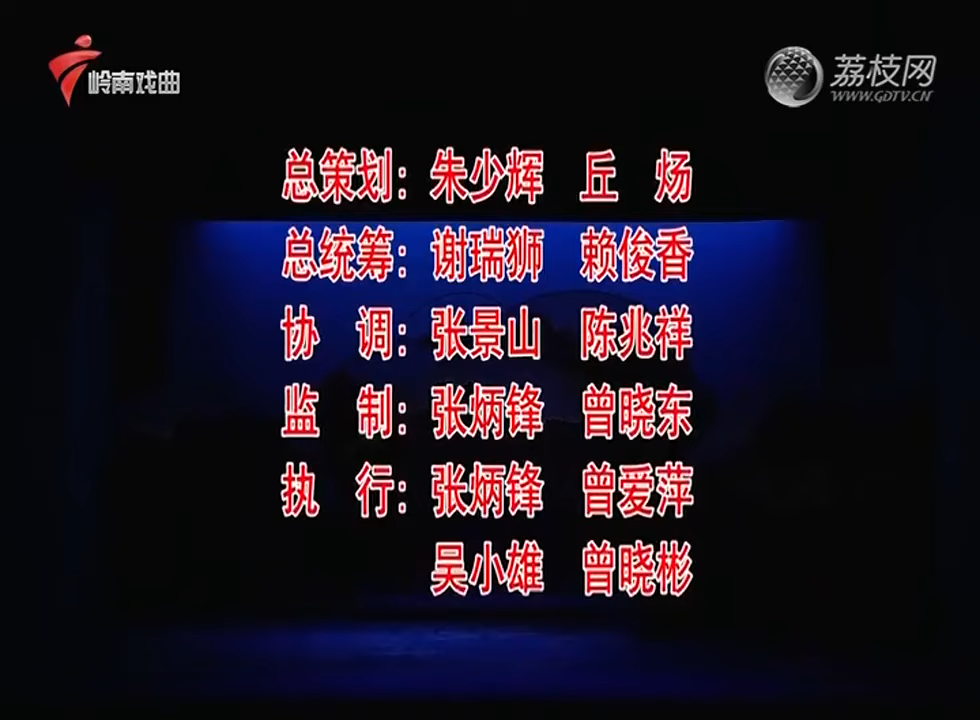 岭南戏曲
荔枝网
WWW.GDTV.CN
总策划：朱少辉 丘 炀
总统筹：谢瑞狮 赖俊香
协 调：张景山 陈兆祥
监 制：张炳锋 曾晓东
执 行：张炳锋 曾爱萍
吴小雄 曾晓彬